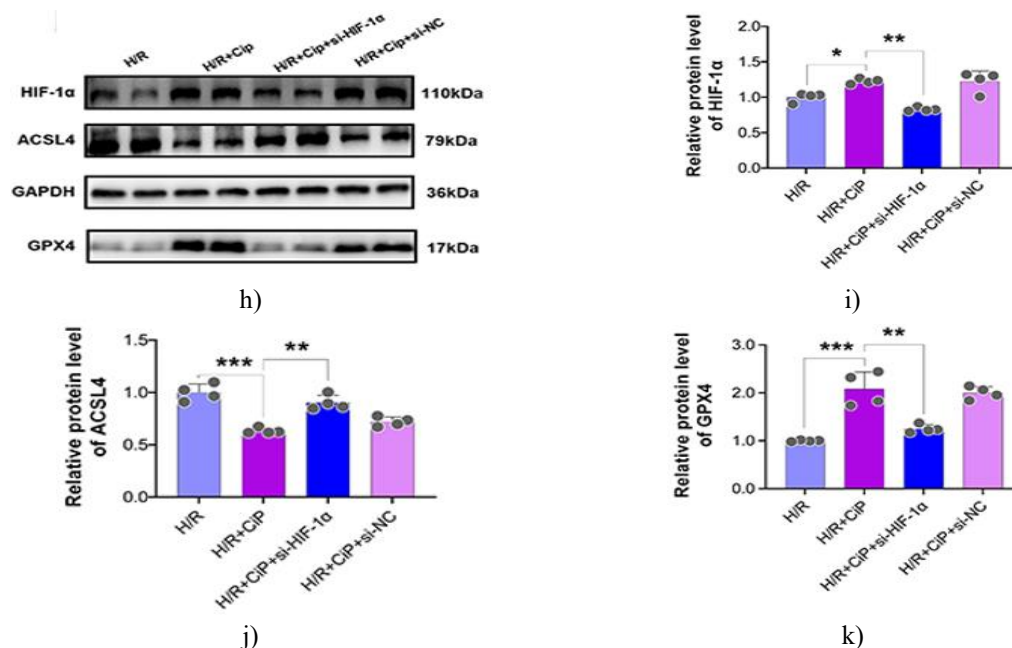 H/R H/R+Cip H/R+Cip+si-HIF-1α H/R+Cip+si-NC
HIF-1α 110kDa
ACSL4 79kDa
GAPDH 36kDa
GPX4 17kDa
h)
Relative protein level
of HIF-1α
2.0
1.5
1.0
0.5
0.0
* **
H/R
H/R+CiP
H/R+CiP+si-HIF-1α
H/R+CiP+si-NC
i)
Relative protein level
of ACSL4
1.5
1.0
0.5
0.0
*** **
H/R
H/R+CiP
H/R+CiP+si-HIF-1α
H/R+CiP+si-NC
j)
Relative protein level
of GPX4
3.0
2.0
1.0
0.0
*** **
H/R
H/R+CiP
H/R+CiP+si-HIF-1α
H/R+CiP+si-NC
k)